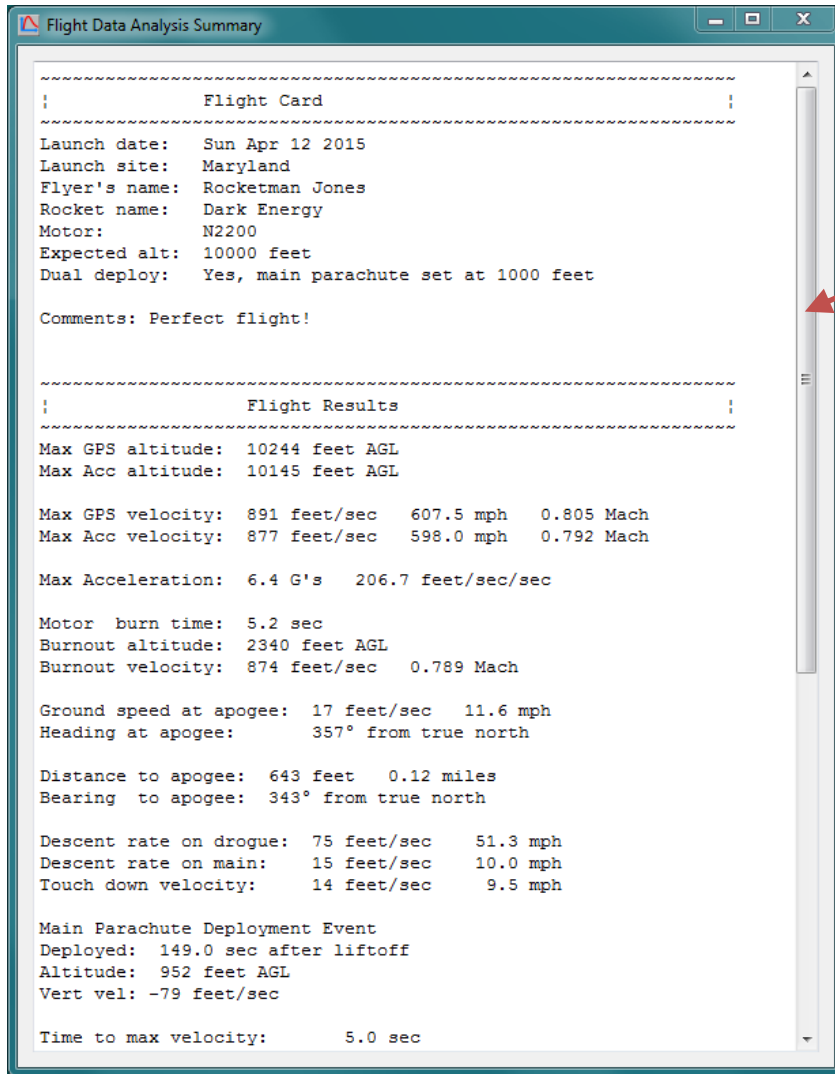 Flight Data Analysis Summary
~~~~~~~~~~~~~~~~~~~~~~~~~~~~~~~~~~~~~~~~~~~~~~~~~~~~~~~~~~~~~~~~
¦ Flight Card ¦
~~~~~~~~~~~~~~~~~~~~~~~~~~~~~~~~~~~~~~~~~~~~~~~~~~~~~~~~~~~~~~~~
Launch date: Sun Apr 12 2015
Launch site: Maryland
Flyer's name: Rocketman Jones
Rocket name: Dark Energy
Motor: N2200
Expected alt: 10000 feet
Dual deploy: Yes, main parachute set at 1000 feet
Comments: Perfect flight!
~~~~~~~~~~~~~~~~~~~~~~~~~~~~~~~~~~~~~~~~~~~~~~~~~~~~~~~~~~~~~~~~
¦ Flight Results ¦
~~~~~~~~~~~~~~~~~~~~~~~~~~~~~~~~~~~~~~~~~~~~~~~~~~~~~~~~~~~~~~~~
Max GPS altitude: 10244 feet AGL
Max Acc altitude: 10145 feet AGL
Max GPS velocity: 891 feet/sec 607.5 mph 0.805 Mach
Max Acc velocity: 877 feet/sec 598.0 mph 0.792 Mach
Max Acceleration: 6.4 G's 206.7 feet/sec/sec
Motor burn time: 5.2 sec
Burnout altitude: 2340 feet AGL
Burnout velocity: 874 feet/sec 0.789 Mach
Ground speed at apogee: 17 feet/sec 11.6 mph
Heading at apogee: 357° from true north
Distance to apogee: 643 feet 0.12 miles
Bearing to apogee: 343° from true north
Descent rate on drogue: 75 feet/sec 51.3 mph
Descent rate on main: 15 feet/sec 10.0 mph
Touch down velocity: 14 feet/sec 9.5 mph
Main Parachute Deployment Event
Deployed: 149.0 sec after liftoff
Altitude: 952 feet AGL
Vert vel: -79 feet/sec
Time to max velocity: 5.0 sec